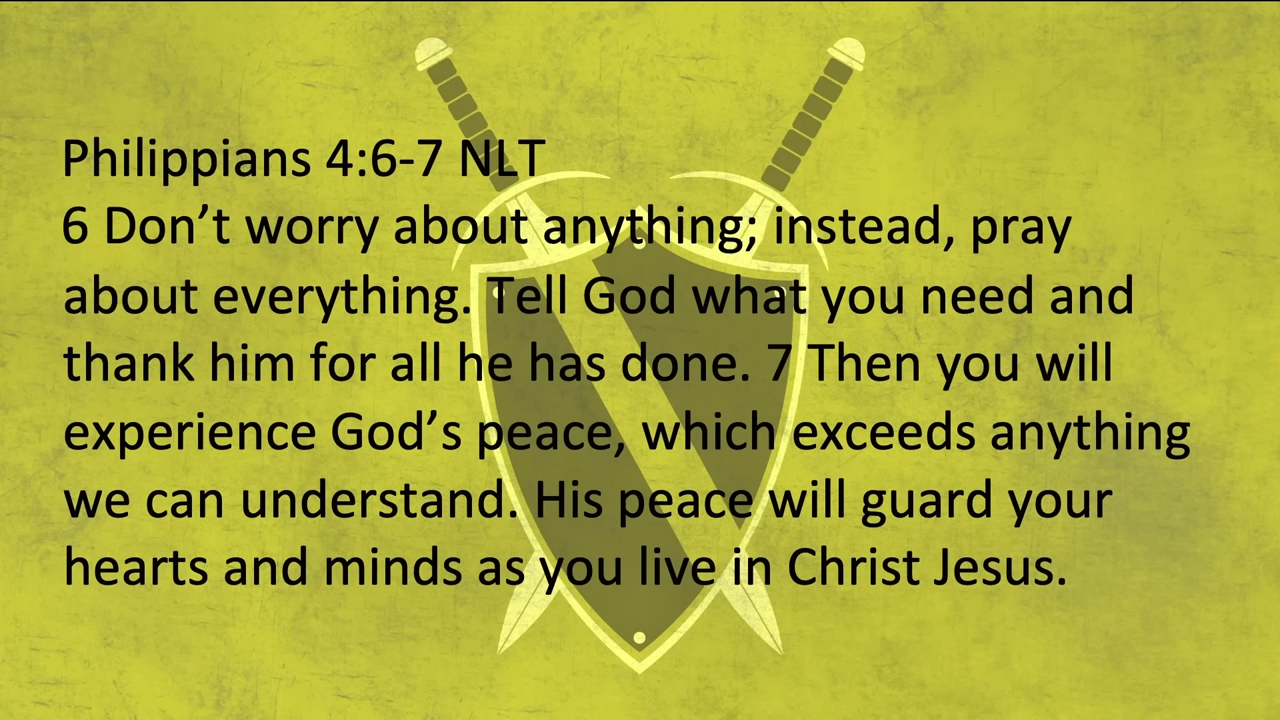 Philippians 4:6-7 NLT
6 Don’t worry about anything; instead, pray
about everything. Tell God what you need and
thank him for all he has done. 7 Then you will
experience God’s peace, which exceeds anything
we can understand. His peace will guard your
hearts and minds as you live in Christ Jesus.